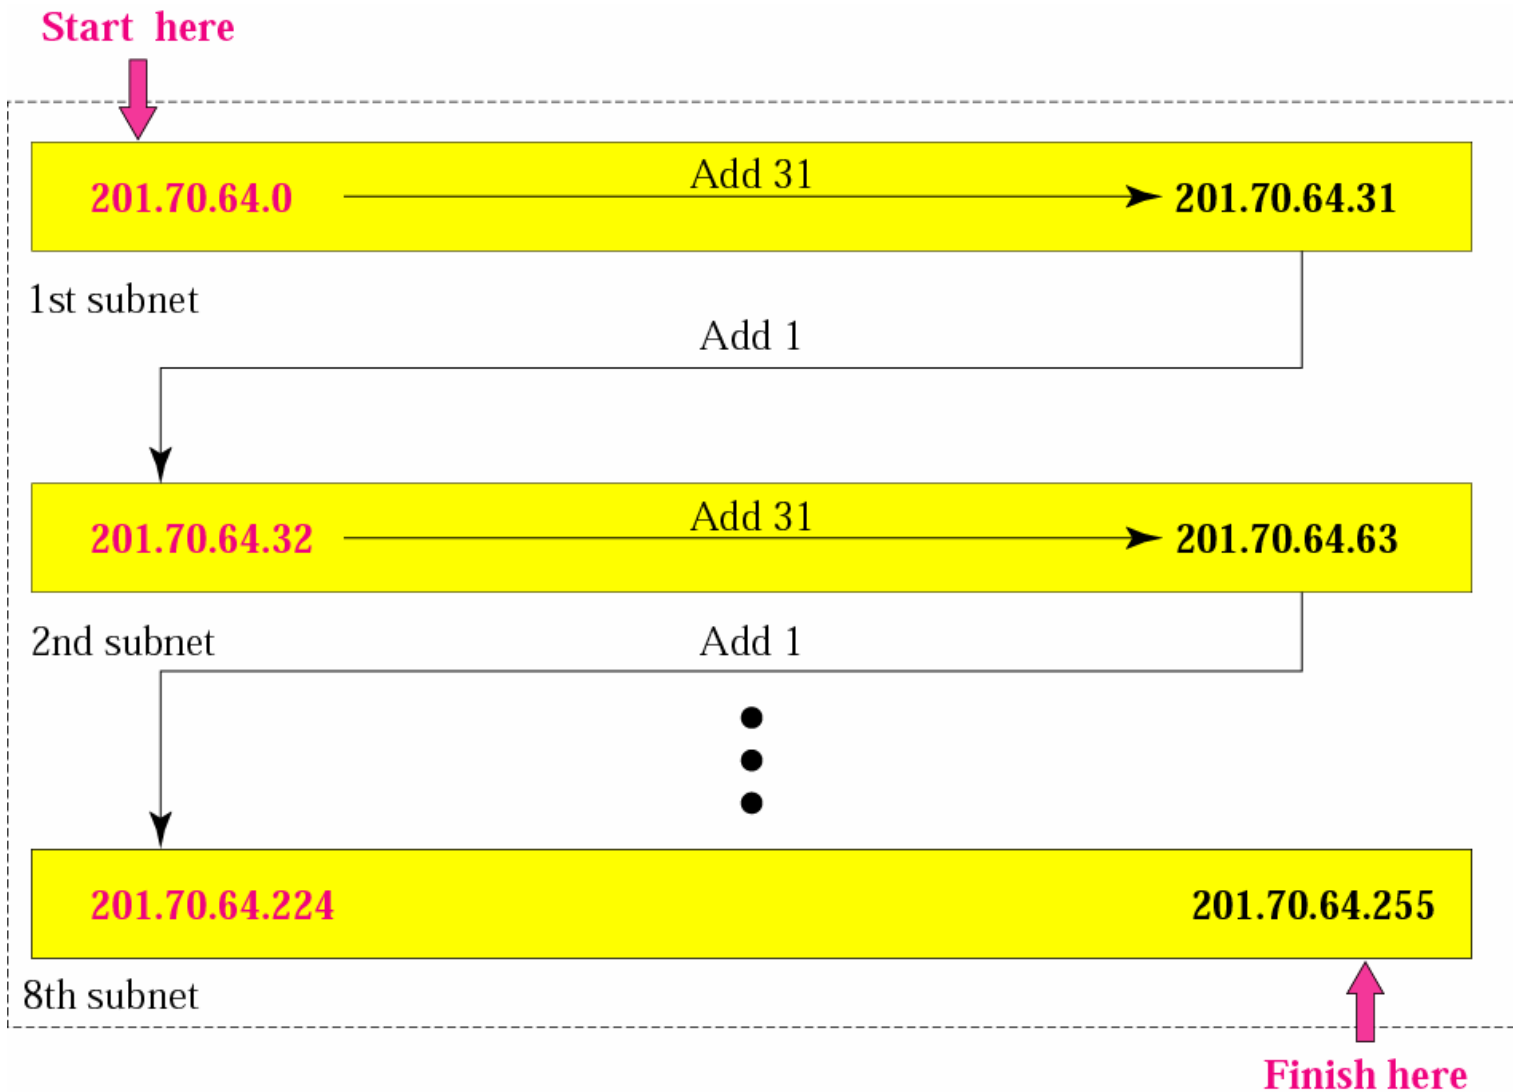 Start here
201.70.64.0
Add 31
201.70.64.31
1st subnet
Add 1
201.70.64.32
Add 31
201.70.64.63
2nd subnet
Add 1
201.70.64.224
201.70.64.255
8th subnet
Finish here